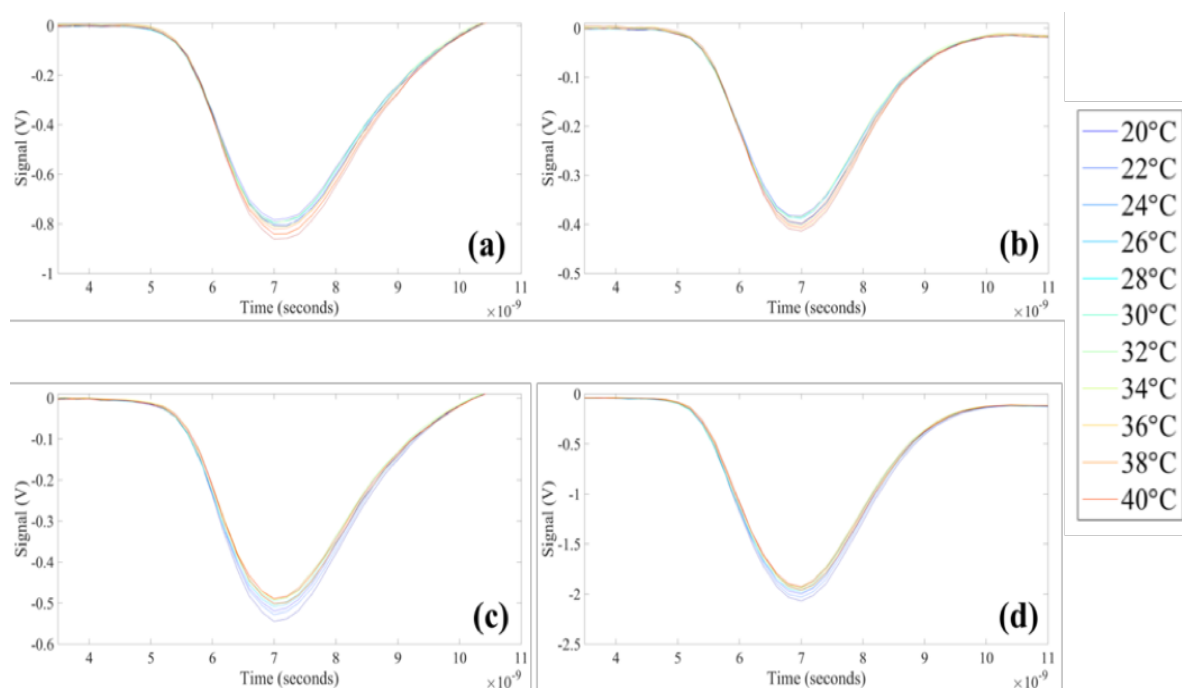 0
-0.2
-0.4
-0.6
-0.8
-1
Signal (V)
4 5 6 7 8 9 10 11
Time (seconds)
×10⁻⁹
(a)
0
-0.1
-0.2
-0.3
-0.4
-0.5
Signal (V)
4 5 6 7 8 9 10 11
Time (seconds)
×10⁻⁹
(b)
20°C
22°C
24°C
26°C
28°C
30°C
32°C
34°C
36°C
38°C
40°C
0
-0.1
-0.2
-0.3
-0.4
-0.5
-0.6
Signal (V)
4 5 6 7 8 9 10 11
Time (seconds)
×10⁻⁹
(c)
0
-0.5
-1
-1.5
-2
-2.5
Signal (V)
4 5 6 7 8 9 10 11
Time (seconds)
×10⁻⁹
(d)